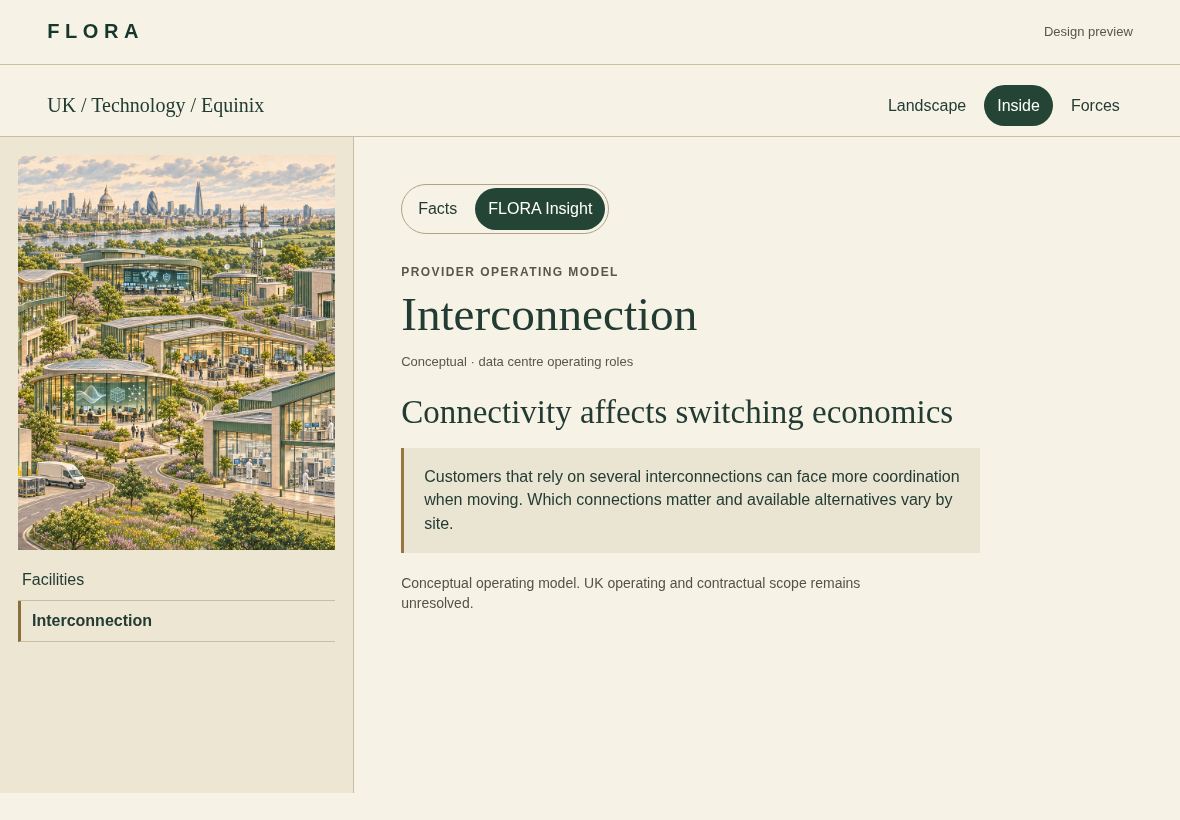 FLORA
Design preview
UK / Technology / Equinix
Landscape
Inside
Forces
Facts
FLORA Insight
PROVIDER OPERATING MODEL
Interconnection
Conceptual · data centre operating roles
Connectivity affects switching economics
Customers that rely on several interconnections can face more coordination
when moving. Which connections matter and available alternatives vary by
site.
Conceptual operating model. UK operating and contractual scope remains
unresolved.
Facilities
Interconnection